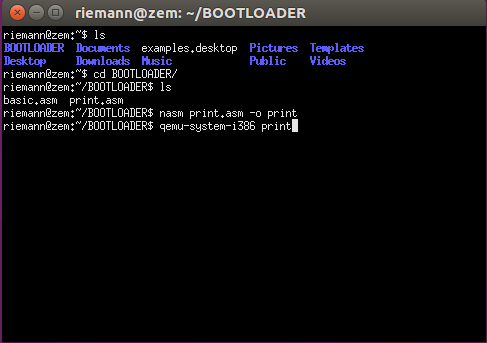 riemann@zem: ~/BOOTLOADER
riemann@zem:~$ ls
BOOTLOADER  Documents  examples.desktop  Pictures  Templates
Desktop     Downloads  Music             Public    Videos
riemann@zem:~$ cd BOOTLOADER/
riemann@zem:~/BOOTLOADER$ ls
basic.asm  print.asm
riemann@zem:~/BOOTLOADER$ nasm print.asm -o print
riemann@zem:~/BOOTLOADER$ qemu-system-i386 print